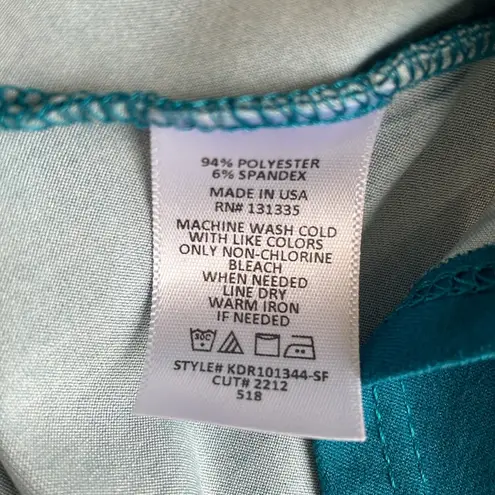 94% POLYESTER
6% SPANDEX
MADE IN USA
RN# 131335
MACHINE WASH COLD
WITH LIKE COLORS
ONLY NON-CHLORINE
BLEACH
WHEN NEEDED
LINE DRY
WARM IRON
IF NEEDED
30C
STYLE# KDR101344-SF
CUT# 2212
518